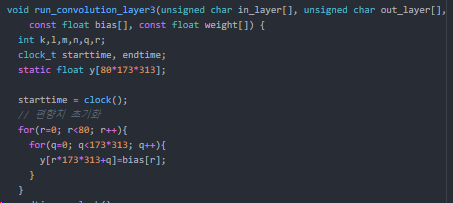 void run_convolution_layer3(unsigned char in_layer[], unsigned char out_layer[],
const float bias[], const float weight[]) {
int k,l,m,n,q,r;
clock_t starttime, endtime;
static float y[80*173*313];
starttime = clock();
// 편향치 초기화
for(r=0; r<80; r++){
for(q=0; q<173*313; q++){
y[r*173*313+q]=bias[r];
}
}